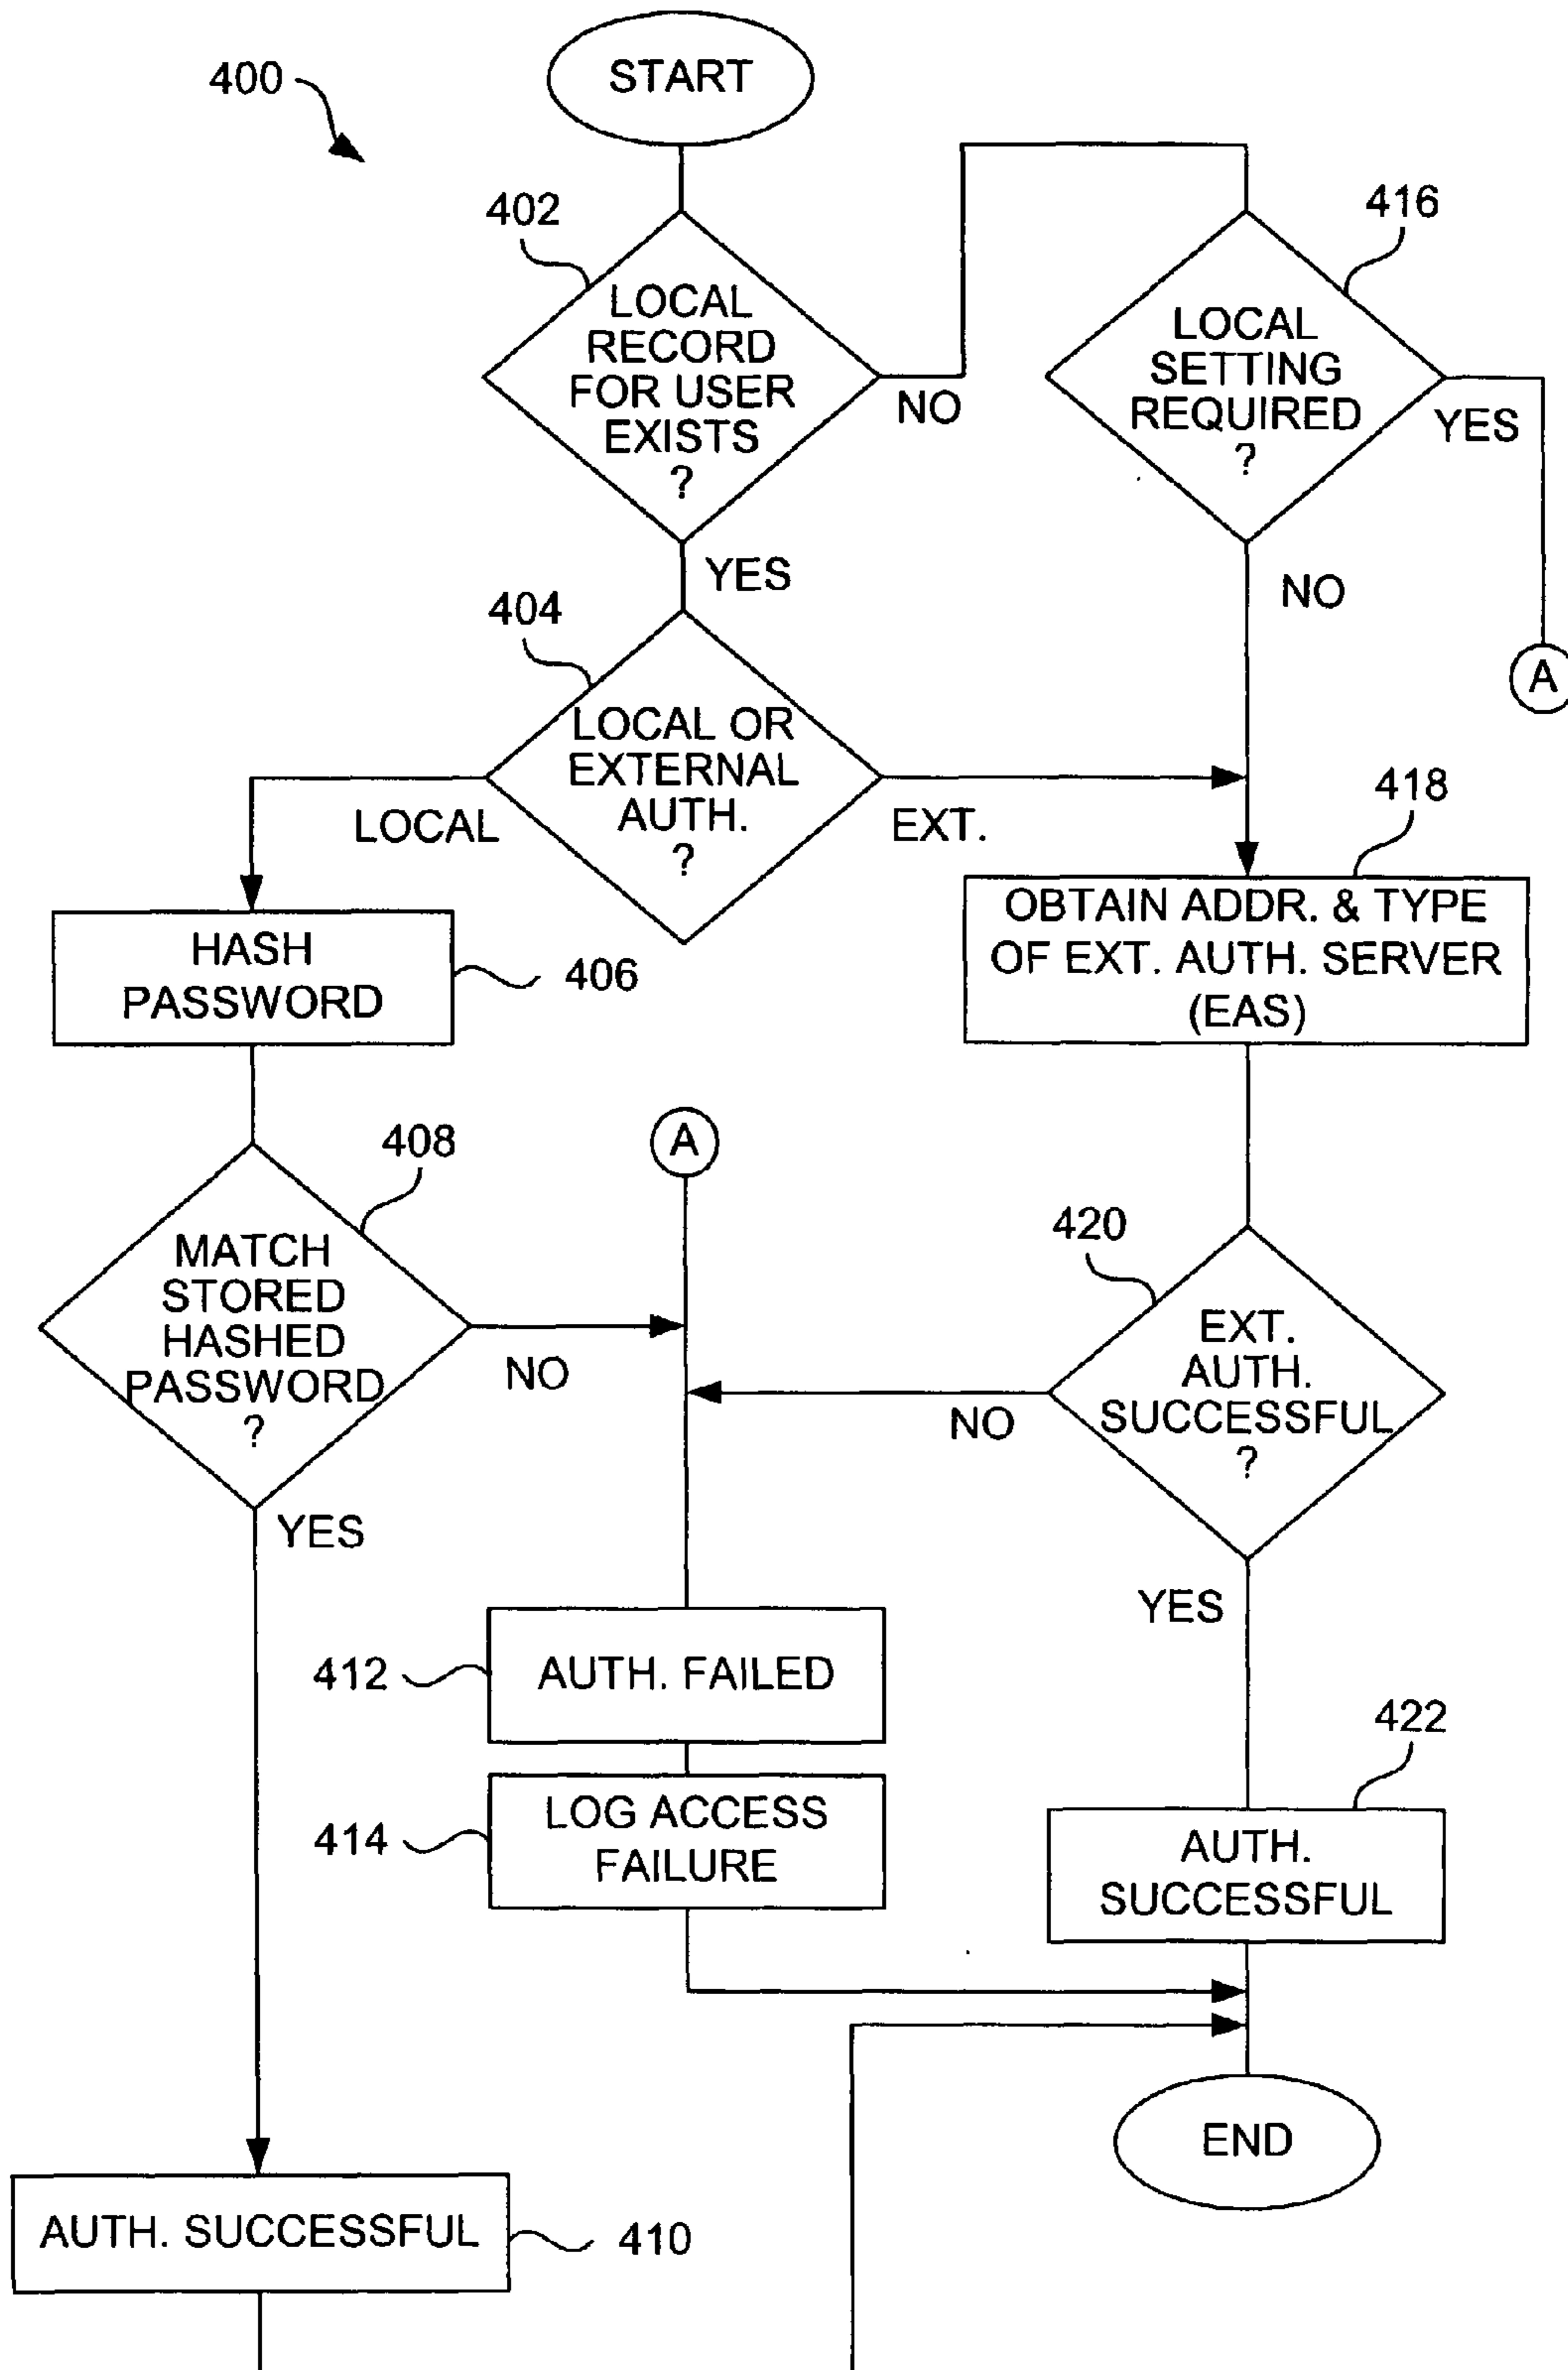 400
START
402
LOCAL
RECORD
FOR USER
EXISTS
?
NO
YES
416
LOCAL
SETTING
REQUIRED
?
YES
NO
A
404
LOCAL OR
EXTERNAL
AUTH.
?
LOCAL
EXT.
418
OBTAIN ADDR. & TYPE
OF EXT. AUTH. SERVER
(EAS)
HASH
PASSWORD
406
408
MATCH
STORED
HASHED
PASSWORD
?
NO
YES
A
420
EXT.
AUTH.
SUCCESSFUL
?
NO
YES
412
AUTH. FAILED
414
LOG ACCESS
FAILURE
422
AUTH.
SUCCESSFUL
END
AUTH. SUCCESSFUL
410